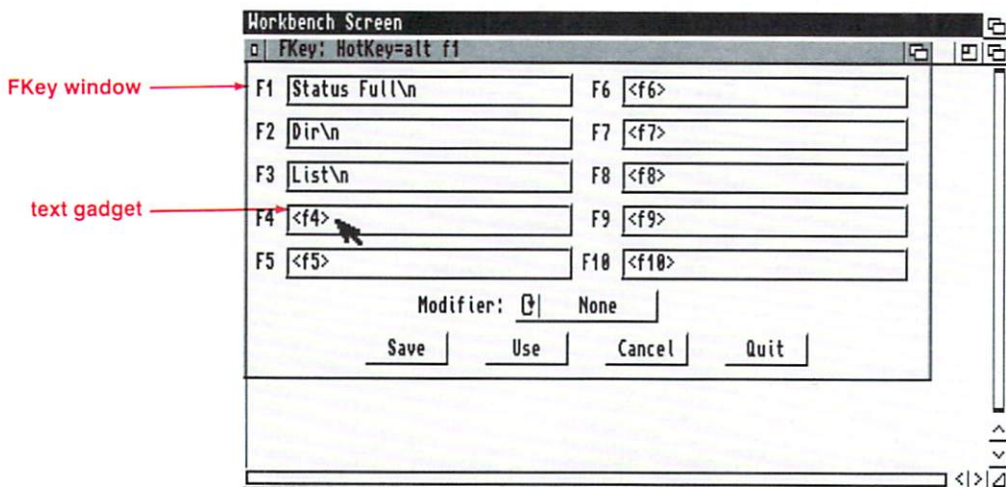 Workbench Screen
FKey: HotKey=alt f1
FKey window
F1 Status Full\n
F6 <f6>
F2 Dir\n
F7 <f7>
F3 List\n
F8 <f8>
text gadget
F4 <f4>
F9 <f9>
F5 <f5>
F10 <f10>
Modifier: None
Save Use Cancel Quit